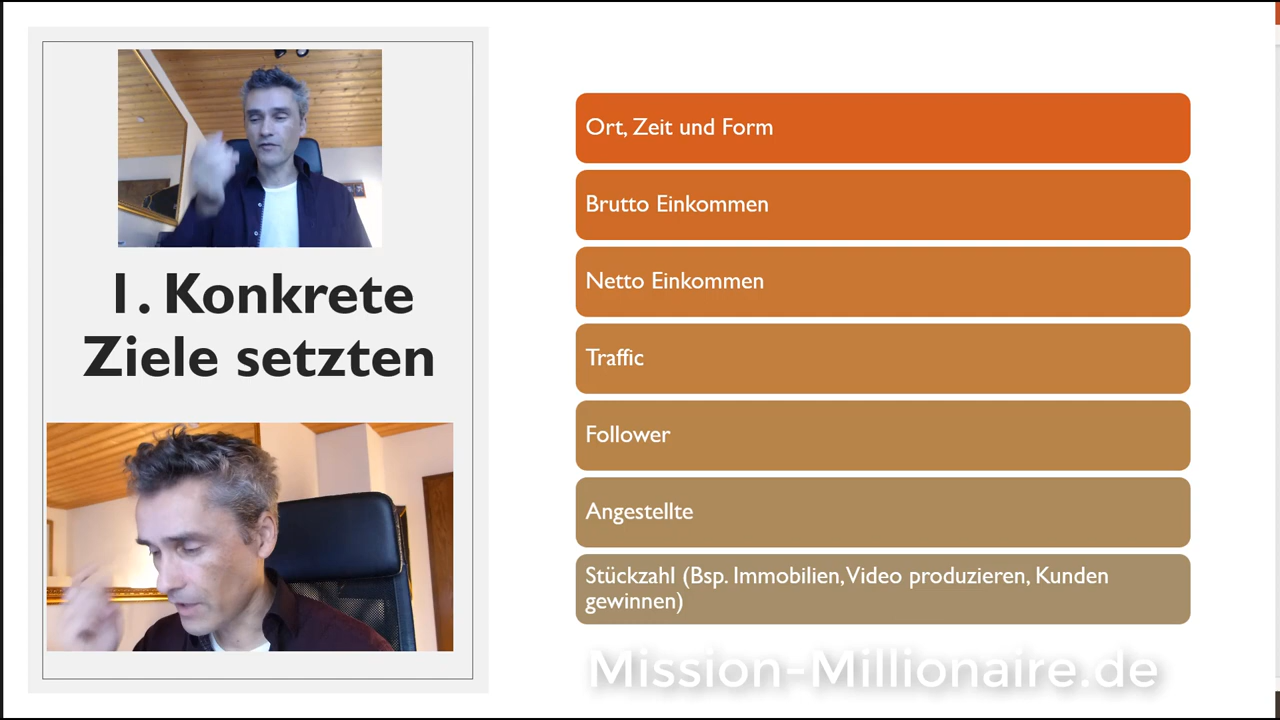 1. Konkrete
Ziele setzten
Ort, Zeit und Form
Brutto Einkommen
Netto Einkommen
Traffic
Follower
Angestellte
Stückzahl (Bsp. Immobilien, Video produzieren, Kunden
gewinnen)
Mission-Millionaire.de